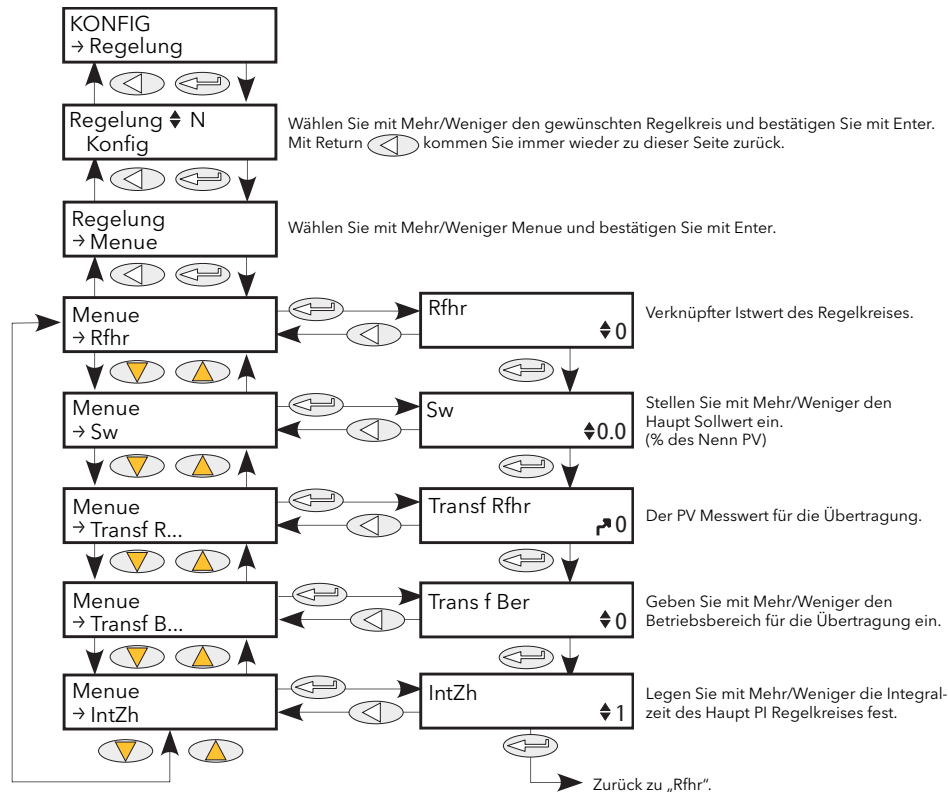 KONFIG
→ Regelung
Regelung ♦ N
Konfig
Wählen Sie mit Mehr/Weniger den gewünschten Regelkreis und bestätigen Sie mit Enter.
Mit Return kommen Sie immer wieder zu dieser Seite zurück.
Regelung
→ Menue
Wählen Sie mit Mehr/Weniger Menue und bestätigen Sie mit Enter.
Menue
→ Rfhr
Rfhr
♦0
Verknüpfter Istwert des Regelkreises.
Menue
→ Sw
Sw
♦0.0
Stellen Sie mit Mehr/Weniger den
Haupt Sollwert ein.
(% des Nenn PV)
Menue
→ Transf R...
Transf Rfhr
0
Der PV Messwert für die Übertragung.
Menue
→ Transf B...
Trans f Ber
♦0
Geben Sie mit Mehr/Weniger den
Betriebsbereich für die Übertragung ein.
Menue
→ IntZh
IntZh
♦1
Legen Sie mit Mehr/Weniger die Integral-
zeit des Haupt PI Regelkreises fest.
Zurück zu „Rfhr".